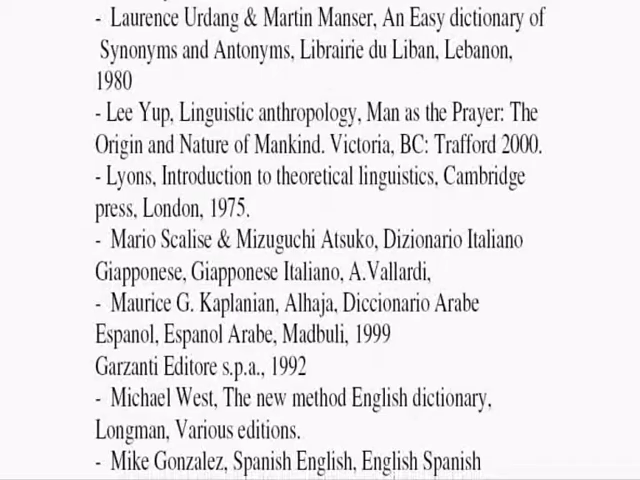 - Laurence Urdang & Martin Manser, An Easy dictionary of
Synonyms and Antonyms, Librairie du Liban, Lebanon,
1980
- Lee Yup, Linguistic anthropology, Man as the Prayer: The
Origin and Nature of Mankind. Victoria, BC: Trafford 2000.
- Lyons, Introduction to theoretical linguistics, Cambridge
press, London, 1975.
- Mario Scalise & Mizuguchi Atsuko, Dizionario Italiano
Giapponese, Giapponese Italiano, A.Vallardi,
- Maurice G. Kaplanian, Alhaja, Diccionario Arabe
Espanol, Espanol Arabe, Madbuli, 1999
Garzanti Editore s.p.a., 1992
- Michael West, The new method English dictionary,
Longman, Various editions.
- Mike Gonzalez, Spanish English, English Spanish